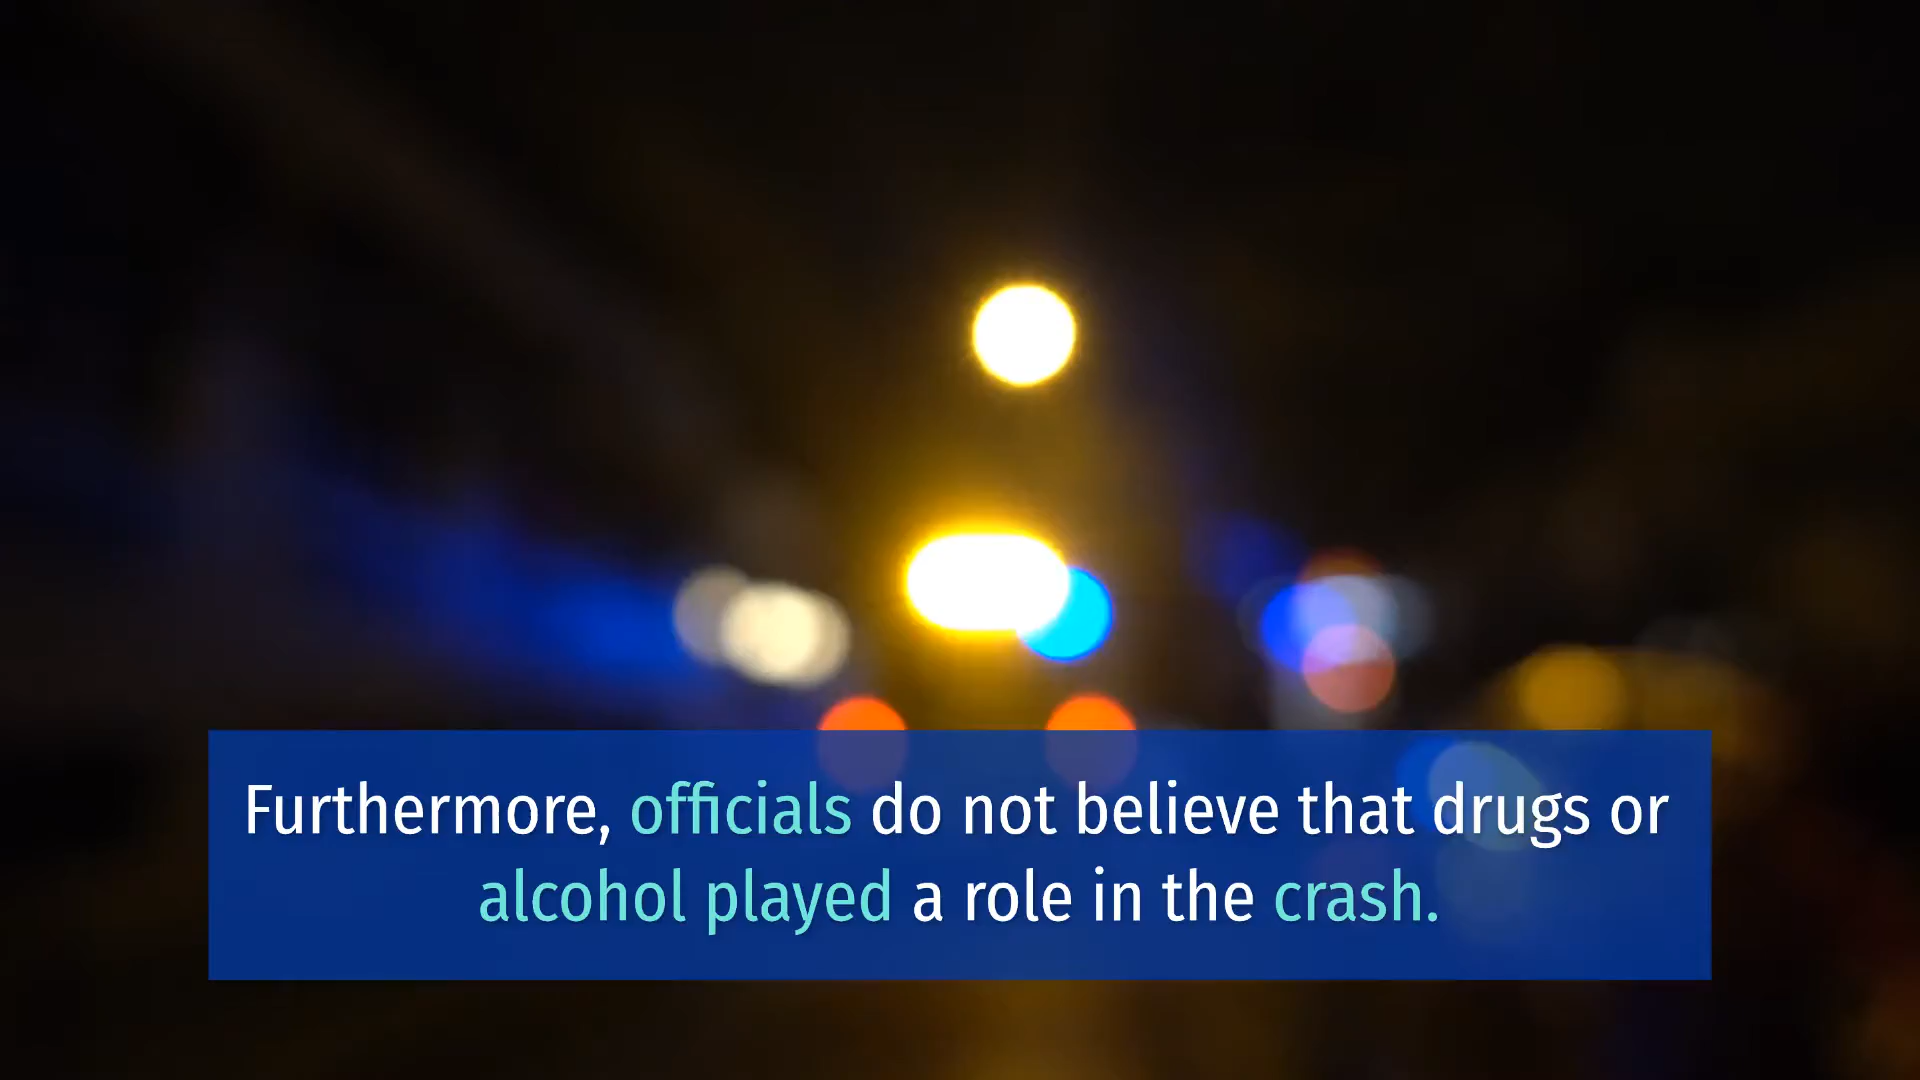 Furthermore, officials do not believe that drugs or
alcohol played a role in the crash.